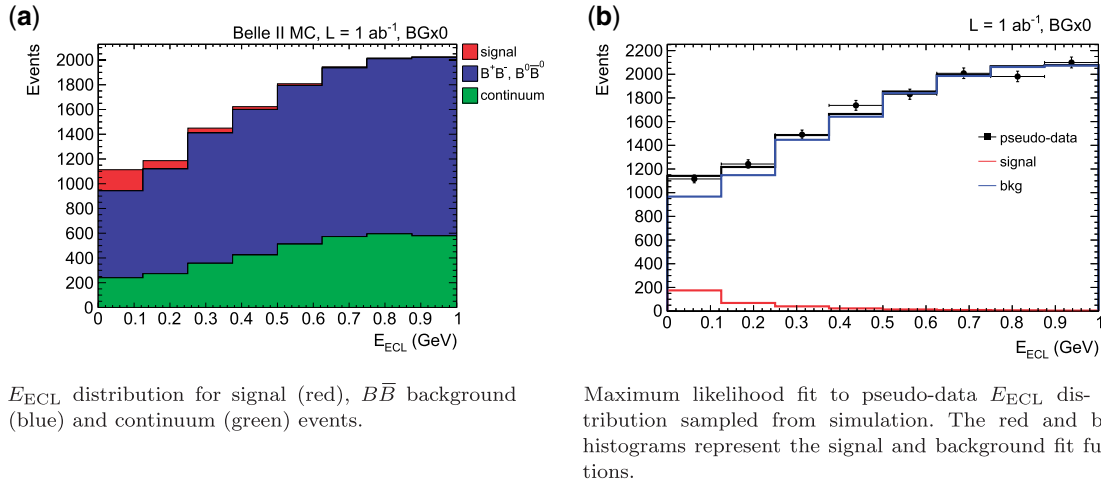 (a)
Belle II MC, L = 1 ab⁻¹, BGx0
Events
2000
1800
1600
1400
1200
1000
800
600
400
200
0
0 0.1 0.2 0.3 0.4 0.5 0.6 0.7 0.8 0.9 1
E_ECL (GeV)
signal
B⁺B⁻, B⁰B̅⁰
continuum
E_ECL distribution for signal (red), BB̅ background
(blue) and continuum (green) events.
(b)
L = 1 ab⁻¹, BGx0
Events
2200
2000
1800
1600
1400
1200
1000
800
600
400
200
0
0 0.1 0.2 0.3 0.4 0.5 0.6 0.7 0.8 0.9 1
E_ECL (GeV)
pseudo-data
signal
bkg
Maximum likelihood fit to pseudo-data E_ECL dis-
tribution sampled from simulation. The red and b
histograms represent the signal and background fit fu
tions.